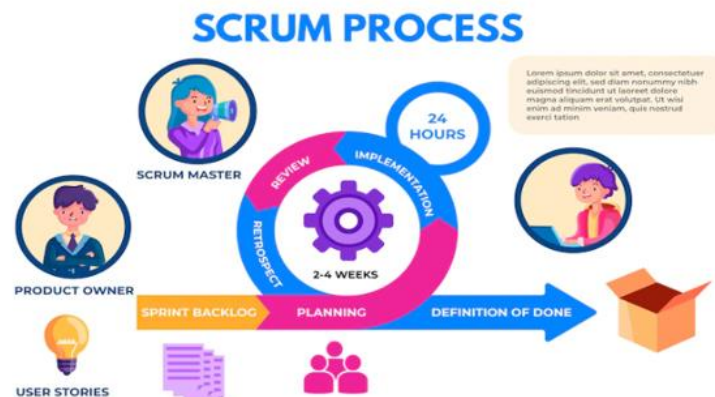 SCRUM PROCESS
Lorem ipsum dolor sit amet, consectetuer
adipiscing elit, sed diam nonummy nibh
euismod tincidunt ut laoreet dolore
magna aliquam erat volutpat. Ut wisi
enim ad minim veniam, quis nostrud
exerci tation
24
HOURS
SCRUM MASTER
REVIEW
IMPLEMENTATION
RETROSPECT
2-4 WEEKS
PRODUCT OWNER
SPRINT BACKLOG
PLANNING
DEFINITION OF DONE
USER STORIES